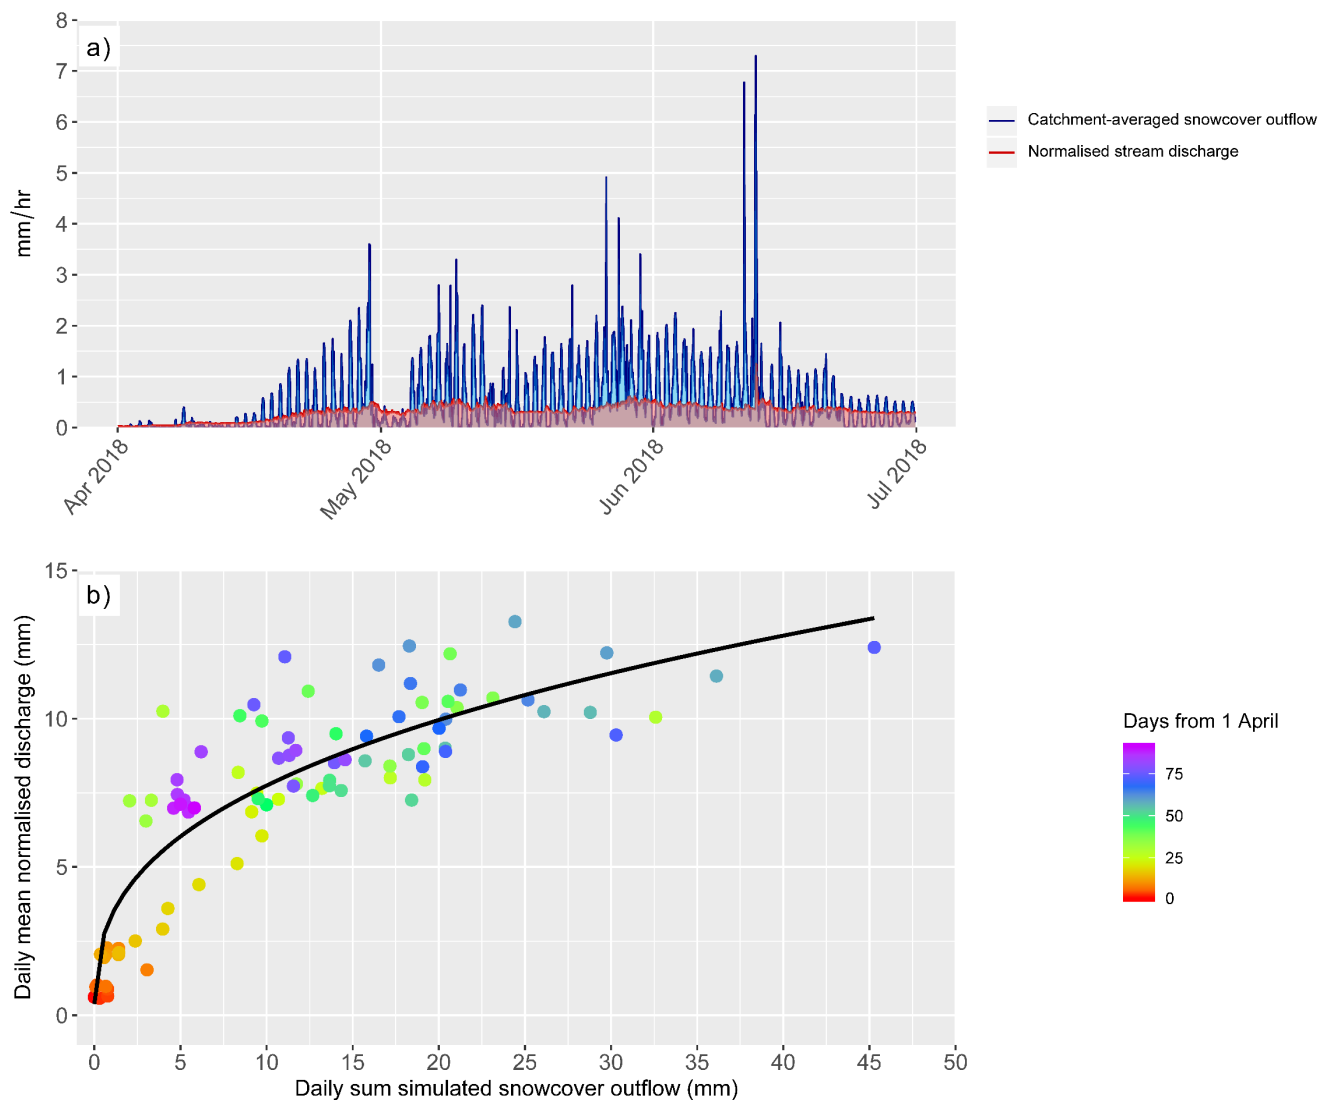 a)
8
7
6
5
4
3
2
1
0
mm/hr
Apr 2018
May 2018
Jun 2018
Jul 2018
Catchment-averaged snowcover outflow
Normalised stream discharge
b)
15
10
5
0
Daily mean normalised discharge (mm)
0 5 10 15 20 25 30 35 40 45 50
Daily sum simulated snowcover outflow (mm)
Days from 1 April
75
50
25
0